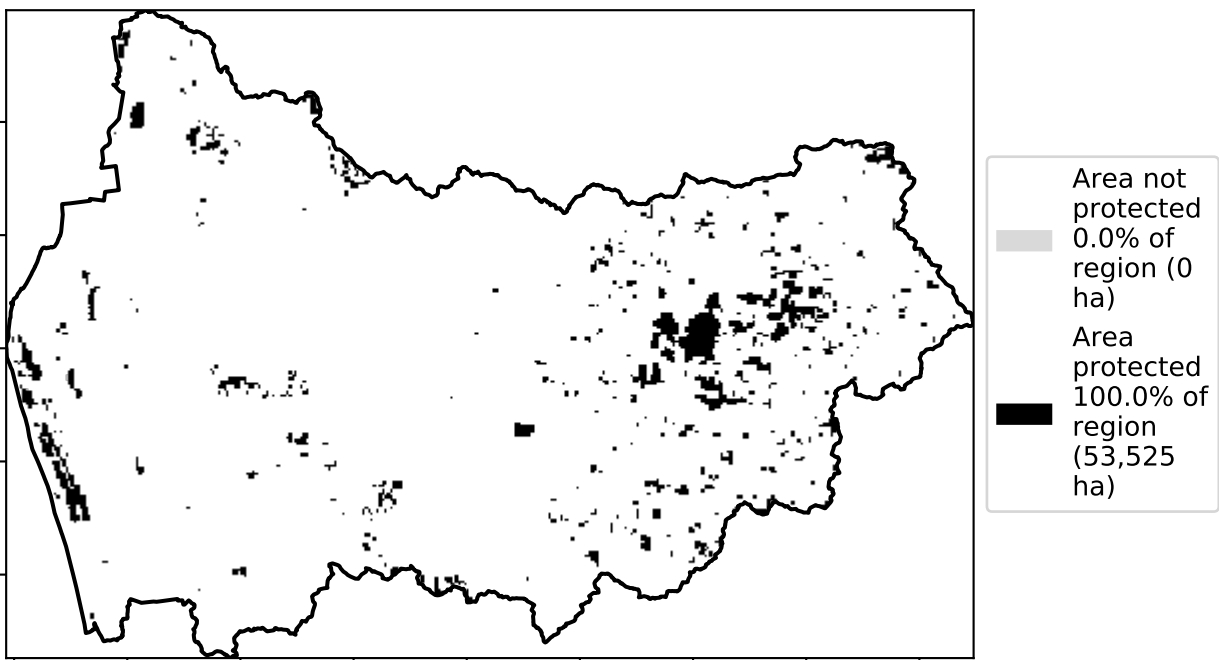 Area not
protected
0.0% of
region (0
ha)
Area
protected
100.0% of
region
(53,525
ha)